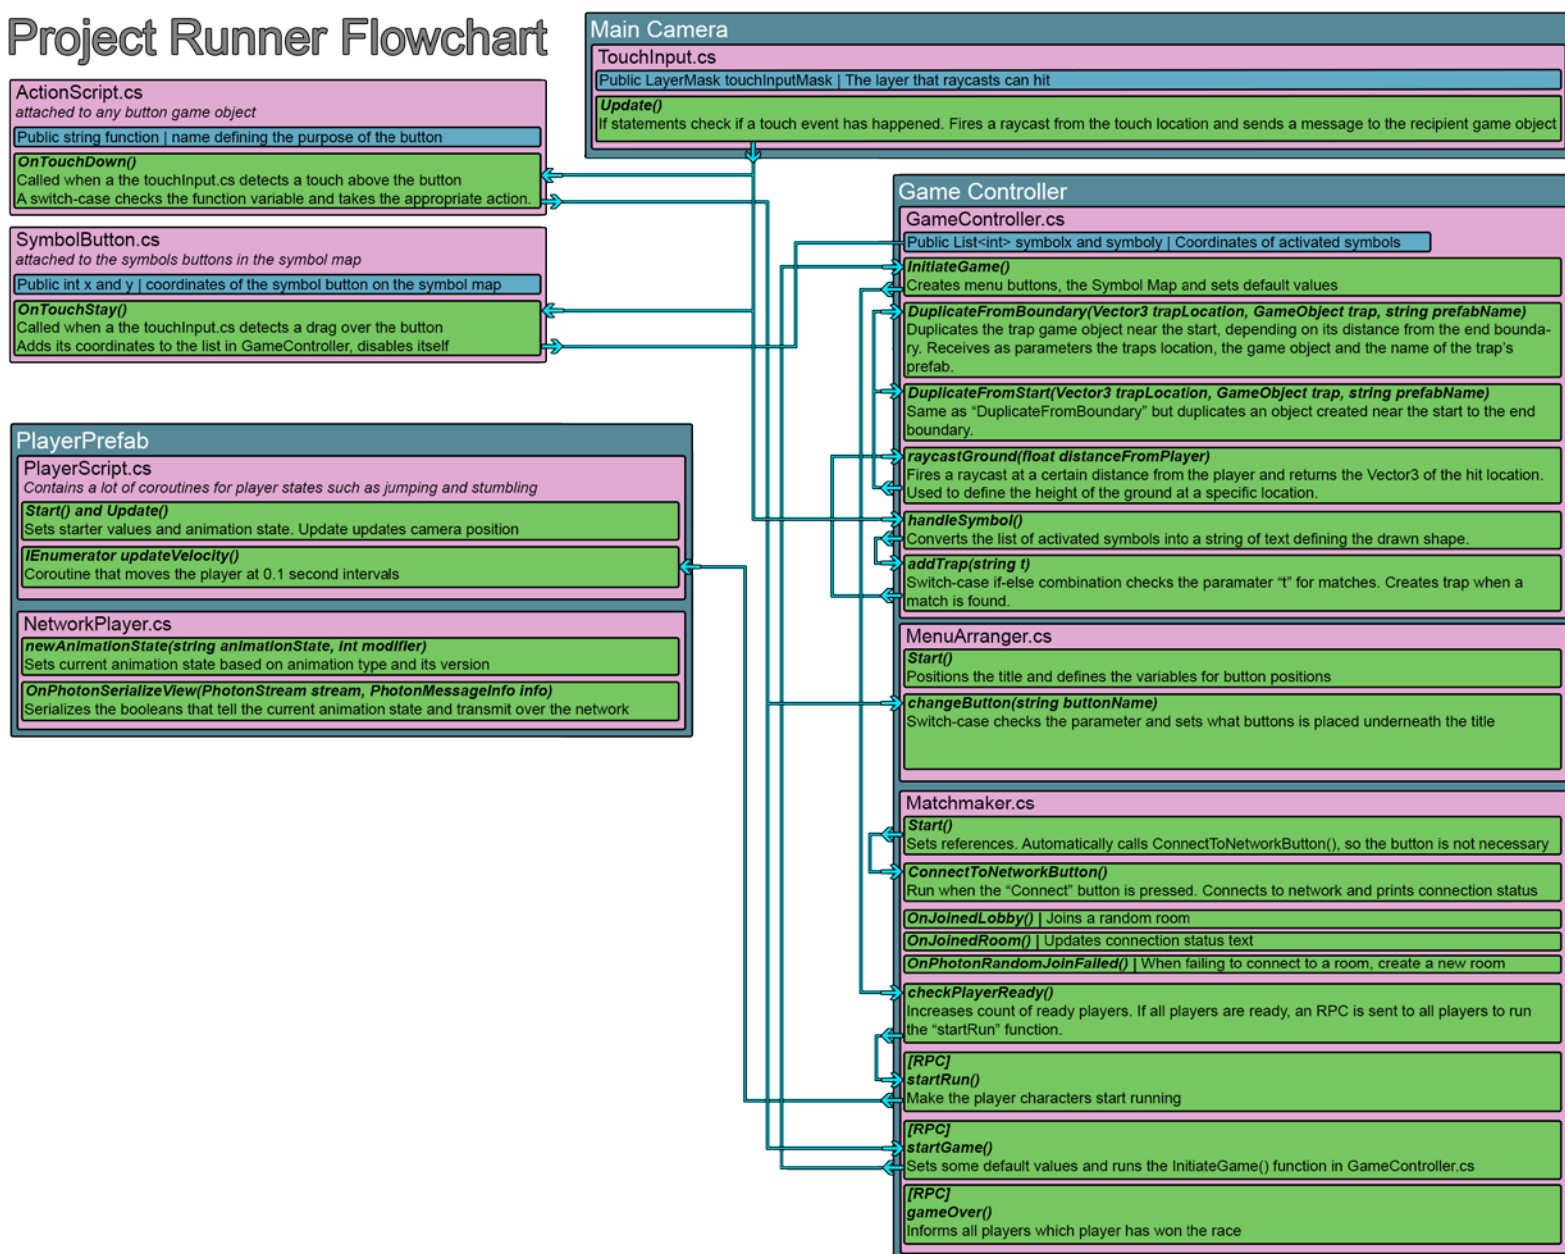 Project Runner Flowchart
ActionScript.cs
attached to any button game object
Public string function | name defining the purpose of the button
OnTouchDown()
Called when a the touchInput.cs detects a touch above the button
A switch-case checks the function variable and takes the appropriate action.
SymbolButton.cs
attached to the symbols buttons in the symbol map
Public int x and y | coordinates of the symbol button on the symbol map
OnTouchStay()
Called when a the touchInput.cs detects a drag over the button
Adds its coordinates to the list in GameController, disables itself
PlayerPrefab
PlayerScript.cs
Contains a lot of coroutines for player states such as jumping and stumbling
Start() and Update()
Sets starter values and animation state. Update updates camera position
IEnumerator updateVelocity()
Coroutine that moves the player at 0.1 second intervals
NetworkPlayer.cs
newAnimationState(string animationState, int modifier)
Sets current animation state based on animation type and its version
OnPhotonSerializeView(PhotonStream stream, PhotonMessageInfo info)
Serializes the booleans that tell the current animation state and transmit over the network
Main Camera
TouchInput.cs
Public LayerMask touchInputMask | The layer that raycasts can hit
Update()
If statements check if a touch event has happened. Fires a raycast from the touch location and sends a message to the recipient game object
Game Controller
GameController.cs
Public List<int> symbolx and symboly | Coordinates of activated symbols
InitiateGame()
Creates menu buttons, the Symbol Map and sets default values
DuplicateFromBoundary(Vector3 trapLocation, GameObject trap, string prefabName)
Duplicates the trap game object near the start, depending on its distance from the end bounda-
ry. Receives as parameters the traps location, the game object and the name of the trap's
prefab.
DuplicateFromStart(Vector3 trapLocation, GameObject trap, string prefabName)
Same as “DuplicateFromBoundary” but duplicates an object created near the start to the end
boundary.
raycastGround(float distanceFromPlayer)
Fires a raycast at a certain distance from the player and returns the Vector3 of the hit location.
Used to define the height of the ground at a specific location.
handleSymbol()
Converts the list of activated symbols into a string of text defining the drawn shape.
addTrap(string t)
Switch-case if-else combination checks the paramater “t” for matches. Creates trap when a
match is found.
MenuArranger.cs
Start()
Positions the title and defines the variables for button positions
changeButton(string buttonName)
Switch-case checks the parameter and sets what buttons is placed underneath the title
Matchmaker.cs
Start()
Sets references. Automatically calls ConnectToNetworkButton(), so the button is not necessary
ConnectToNetworkButton()
Run when the “Connect” button is pressed. Connects to network and prints connection status
OnJoinedLobby() | Joins a random room
OnJoinedRoom() | Updates connection status text
OnPhotonRandomJoinFailed() | When failing to connect to a room, create a new room
checkPlayerReady()
Increases count of ready players. If all players are ready, an RPC is sent to all players to run
the “startRun” function.
[RPC]
startRun()
Make the player characters start running
[RPC]
startGame()
Sets some default values and runs the InitiateGame() function in GameController.cs
[RPC]
gameOver()
Informs all players which player has won the race